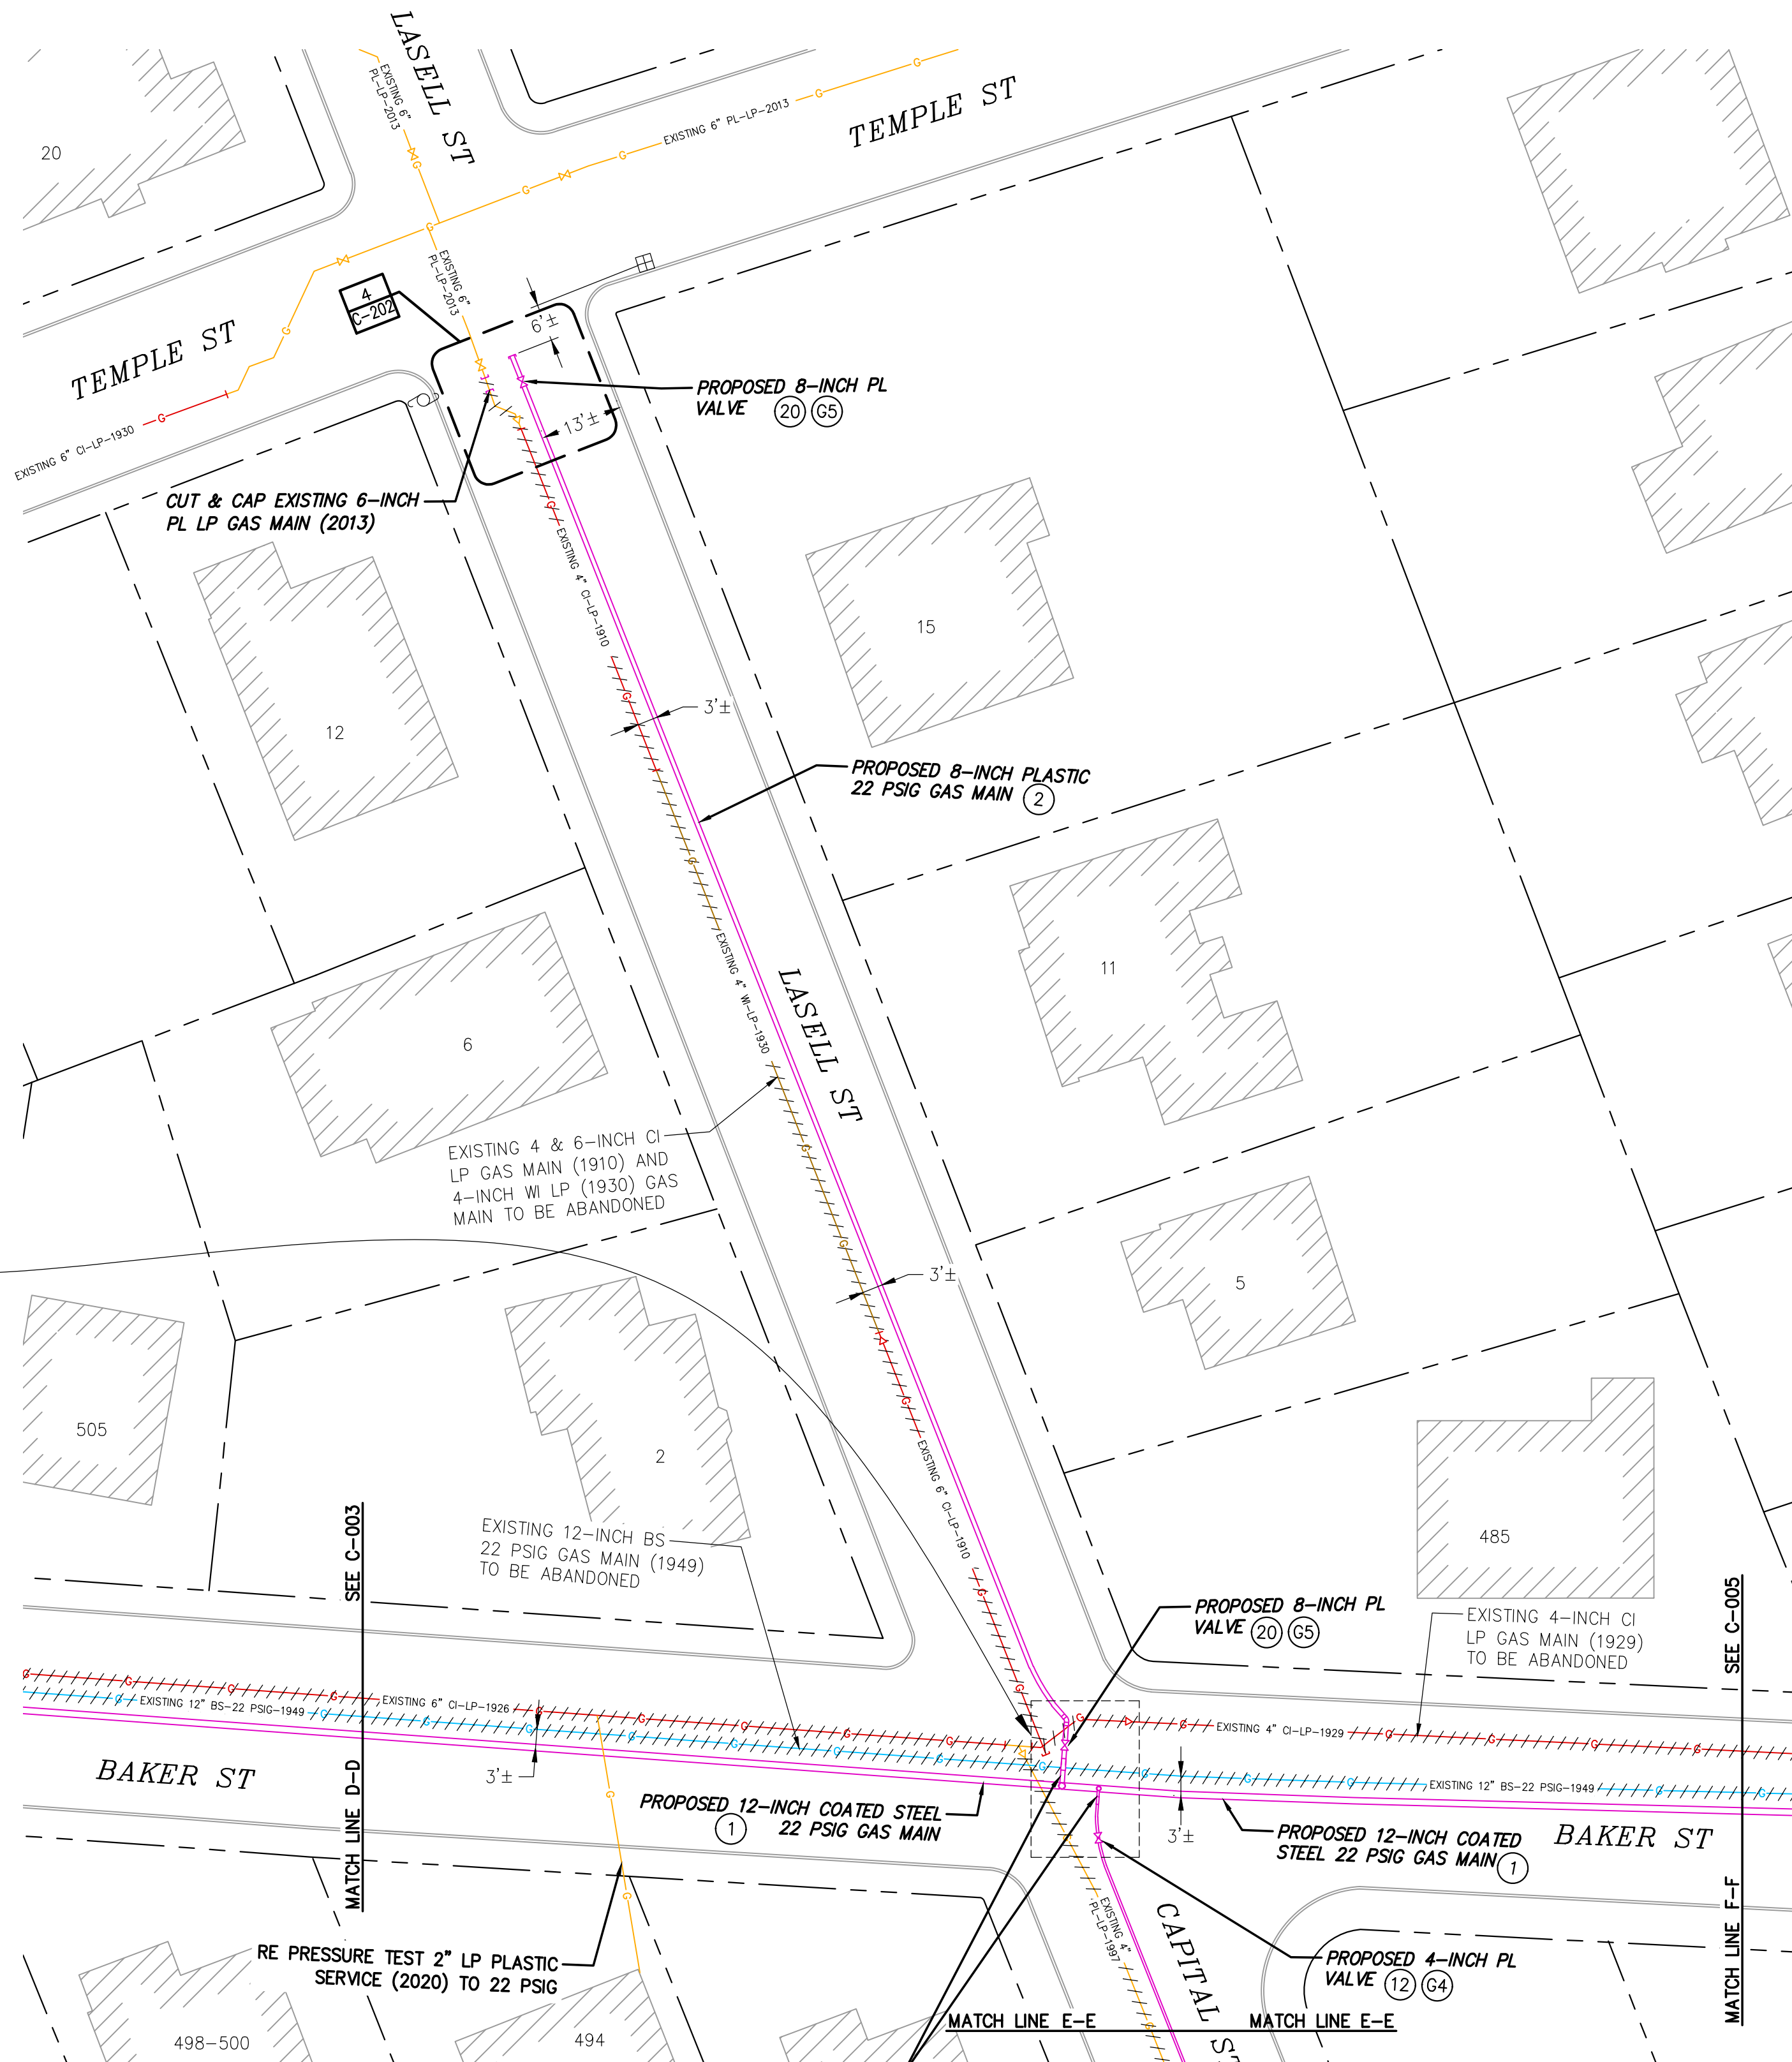 LASELL ST
EXISTING 6"
PL-LP-2013
EXISTING 6" PL-LP-2013
TEMPLE ST
20
EXISTING 6"
PL-LP-2013
4
C-202
6'±
TEMPLE ST
PROPOSED 8-INCH PL
VALVE 20 G5
13'±
EXISTING 6" CI-LP-1930
CUT & CAP EXISTING 6-INCH
PL LP GAS MAIN (2013)
EXISTING 4" CI-LP-1910
15
12
3'±
PROPOSED 8-INCH PLASTIC
22 PSIG GAS MAIN 2
EXISTING 4" WI-LP-1930
LASELL ST
11
6
EXISTING 4 & 6-INCH CI
LP GAS MAIN (1910) AND
4-INCH WI LP (1930) GAS
MAIN TO BE ABANDONED
3'±
5
505
2
EXISTING 6" CI-LP-1910
485
EXISTING 12-INCH BS
22 PSIG GAS MAIN (1949)
TO BE ABANDONED
MATCH LINE D-D SEE C-003
PROPOSED 8-INCH PL
VALVE 20 G5
EXISTING 4-INCH CI
LP GAS MAIN (1929)
TO BE ABANDONED
MATCH LINE F-F SEE C-005
EXISTING 12" BS-22 PSIG-1949
EXISTING 6" CI-LP-1926
EXISTING 4" CI-LP-1929
EXISTING 12" BS-22 PSIG-1949
BAKER ST
3'±
PROPOSED 12-INCH COATED STEEL
1 22 PSIG GAS MAIN
3'±
PROPOSED 12-INCH COATED
STEEL 22 PSIG GAS MAIN 1
BAKER ST
EXISTING 4"
PL-LP-1997
CAPITAL ST
RE PRESSURE TEST 2" LP PLASTIC
SERVICE (2020) TO 22 PSIG
PROPOSED 4-INCH PL
VALVE 12 G4
MATCH LINE E-E
MATCH LINE E-E
498-500
494